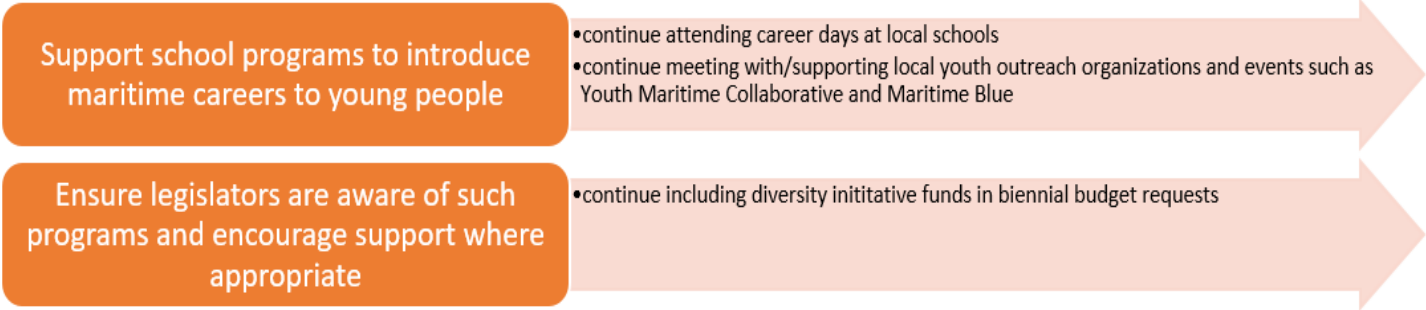 Support school programs to introduce
maritime careers to young people
•continue attending career days at local schools
•continue meeting with/supporting local youth outreach organizations and events such as
Youth Maritime Collaborative and Maritime Blue
Ensure legislators are aware of such
programs and encourage support where
appropriate
•continue including diversity inititative funds in biennial budget requests